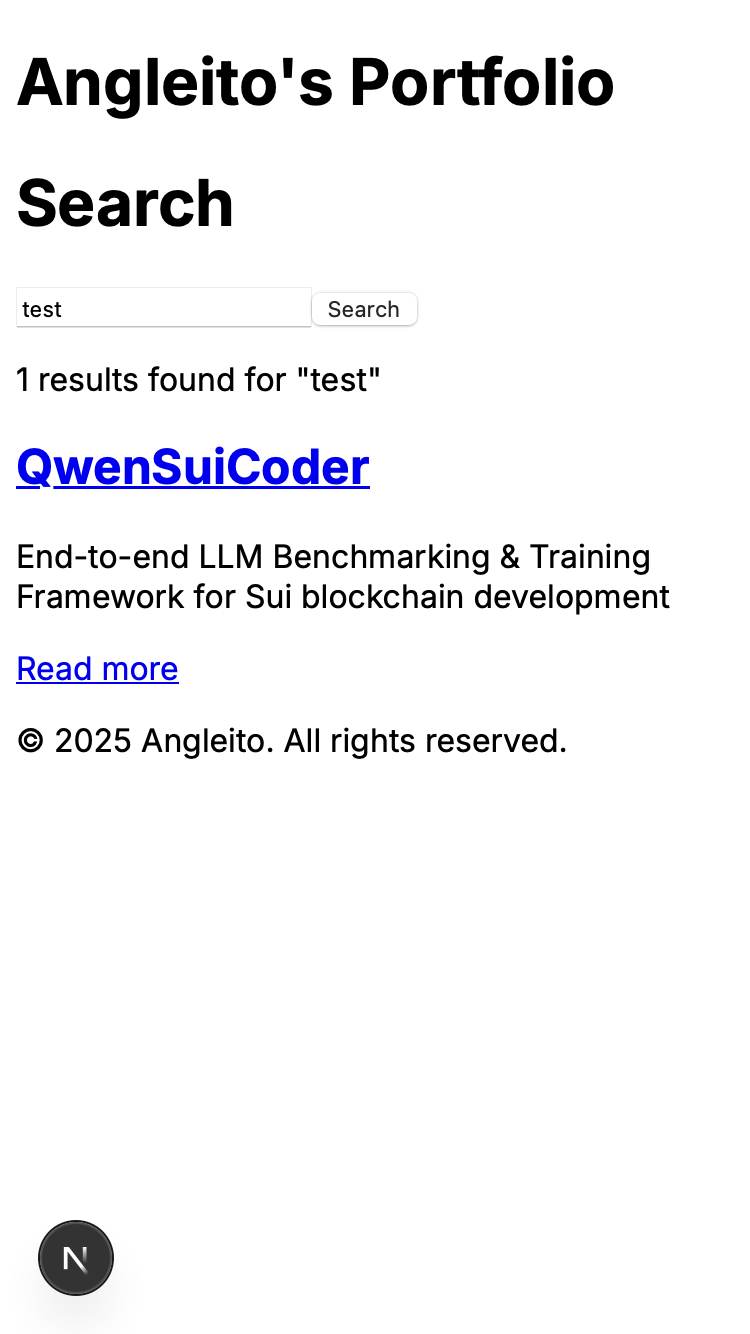 Angleito's Portfolio
Search
test
Search
1 results found for "test"
QwenSuiCoder
End-to-end LLM Benchmarking & Training
Framework for Sui blockchain development
Read more
© 2025 Angleito. All rights reserved.
N